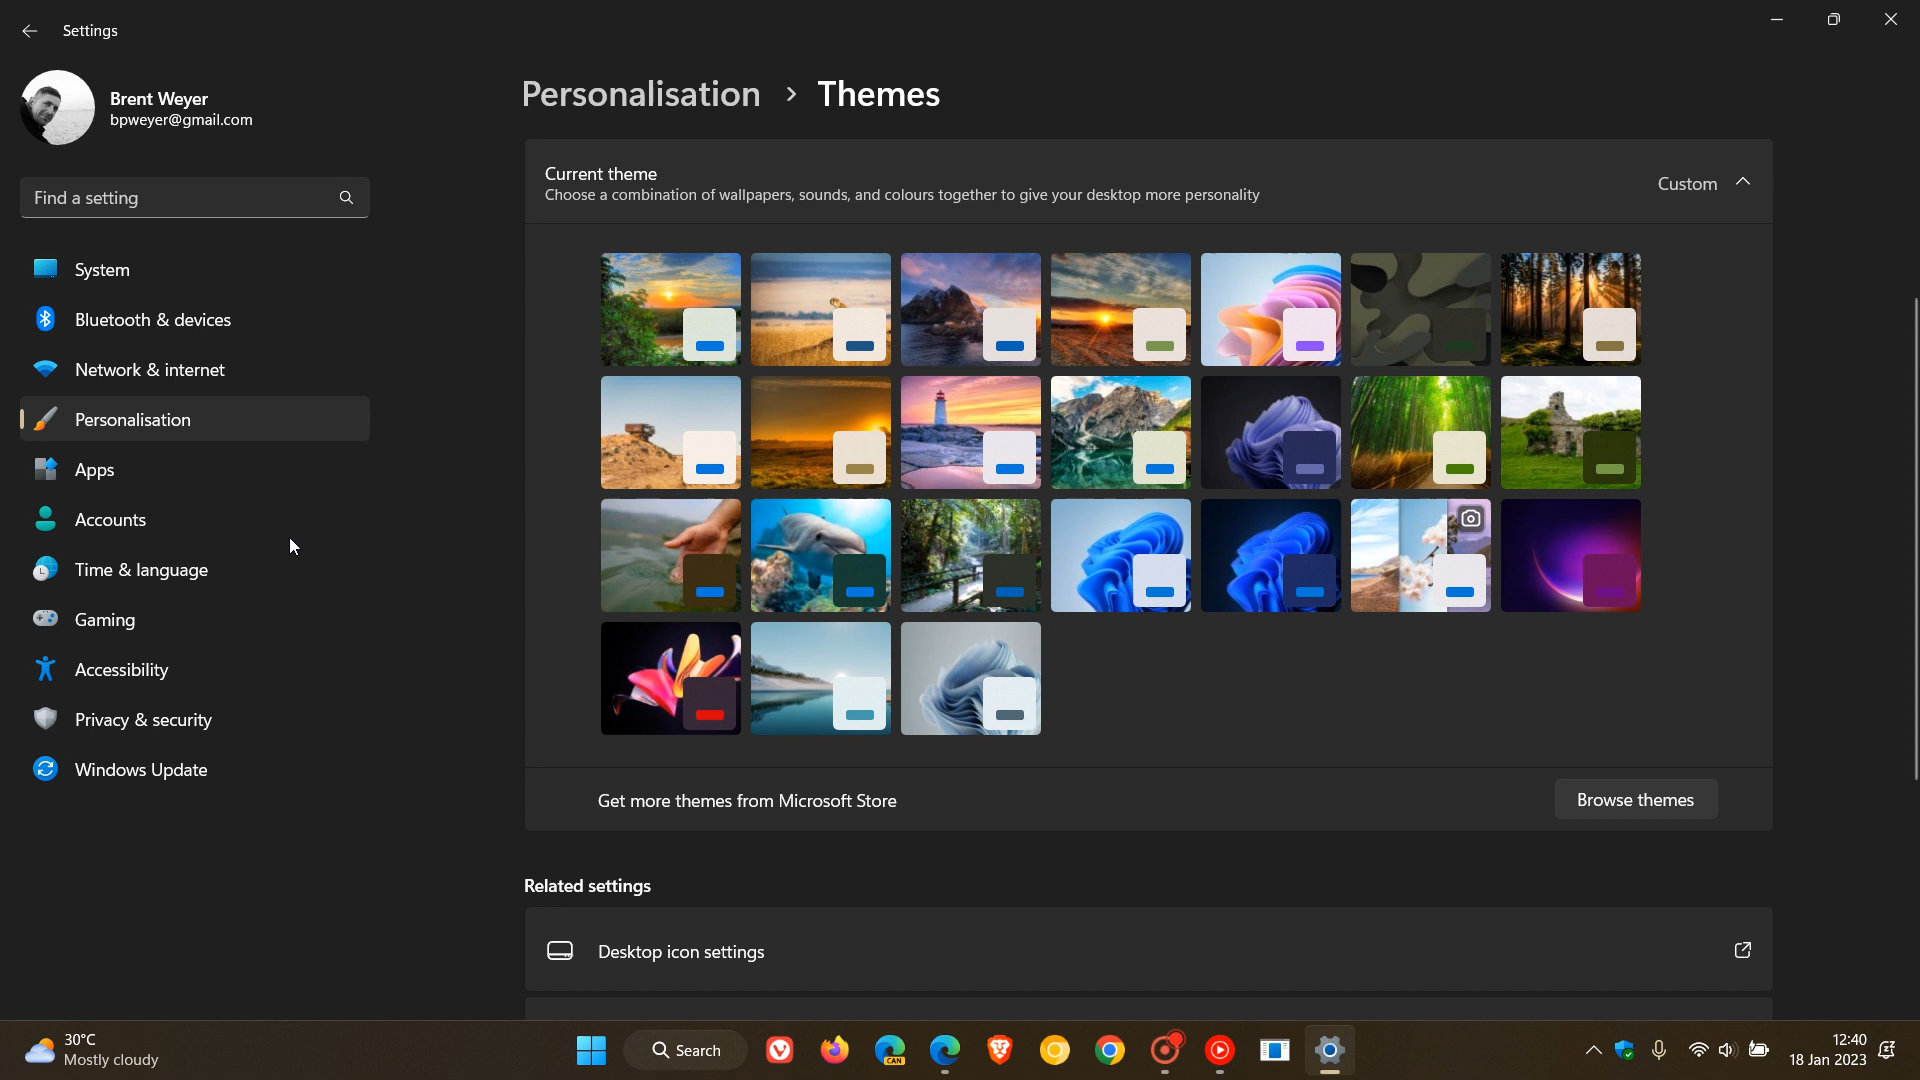 Settings
Brent Weyer
bpweyer@gmail.com
Find a setting
System
Bluetooth & devices
Network & internet
Personalisation
Apps
Accounts
Time & language
Gaming
Accessibility
Privacy & security
Windows Update
Personalisation > Themes
Current theme
Choose a combination of wallpapers, sounds, and colours together to give your desktop more personality
Custom
Get more themes from Microsoft Store
Browse themes
Related settings
Desktop icon settings
30°C
Mostly cloudy
Search
CAN
12:40
18 Jan 2023